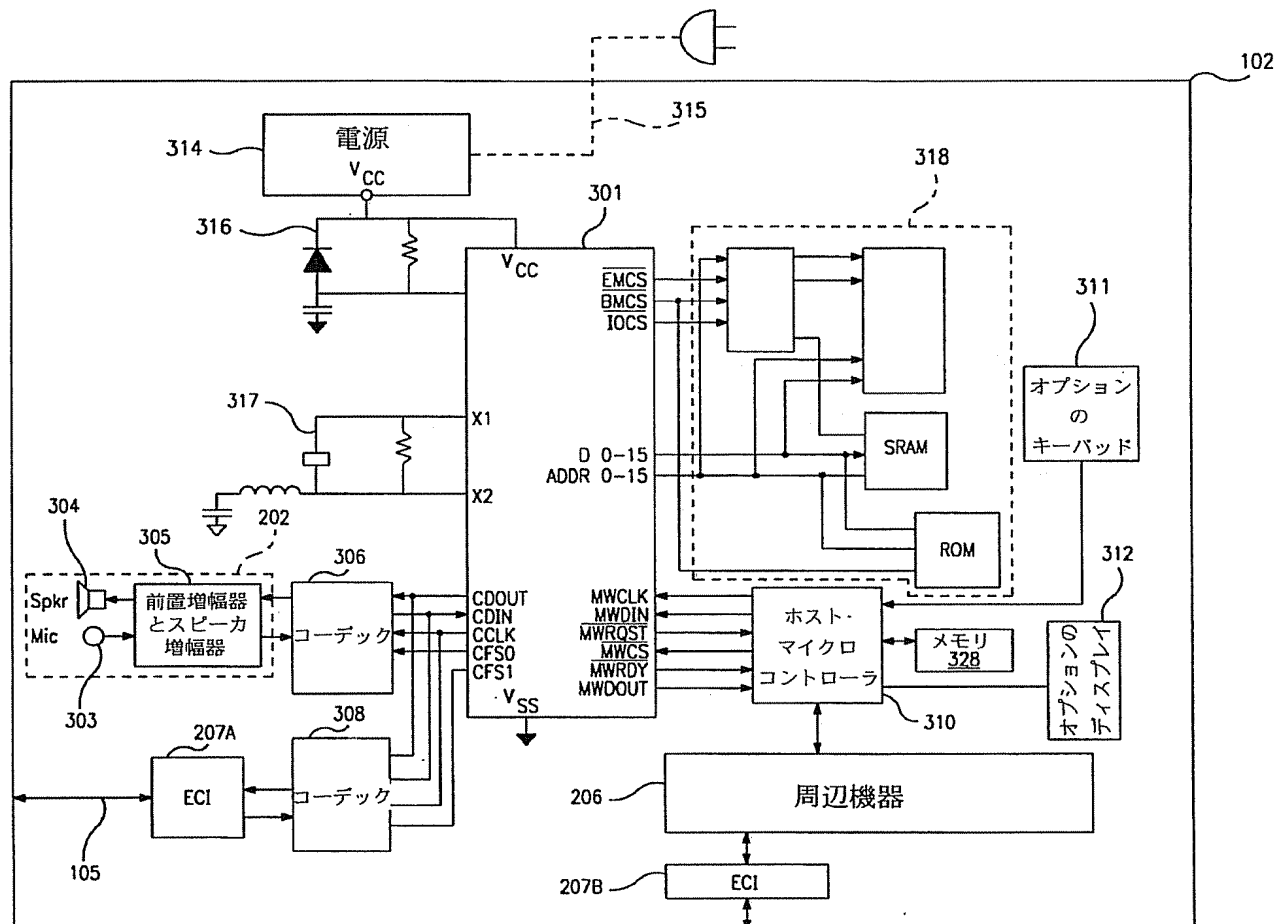 102
315
314
電源
VCC
318
316
301
VCC
EMCS
BMCS
IOCS
311
オプション
の
キーパッド
317
X1
SRAM
D 0-15
ADDR 0-15
X2
304
202
305
306
ROM
312
Spkr
前置増幅器
とスピーカ
増幅器
Mic
コーデック
CDOUT
CDIN
CCLK
CFS0
CFS1
MWCLK
MWDIN
MWRQST
MWCS
MWRDY
MWDOUT
ホスト・
マイクロ
コントローラ
メモリ
328
オプションの
ディスプレイ
303
VSS
310
207A
308
ECI
コーデック
206
周辺機器
105
207B
ECI